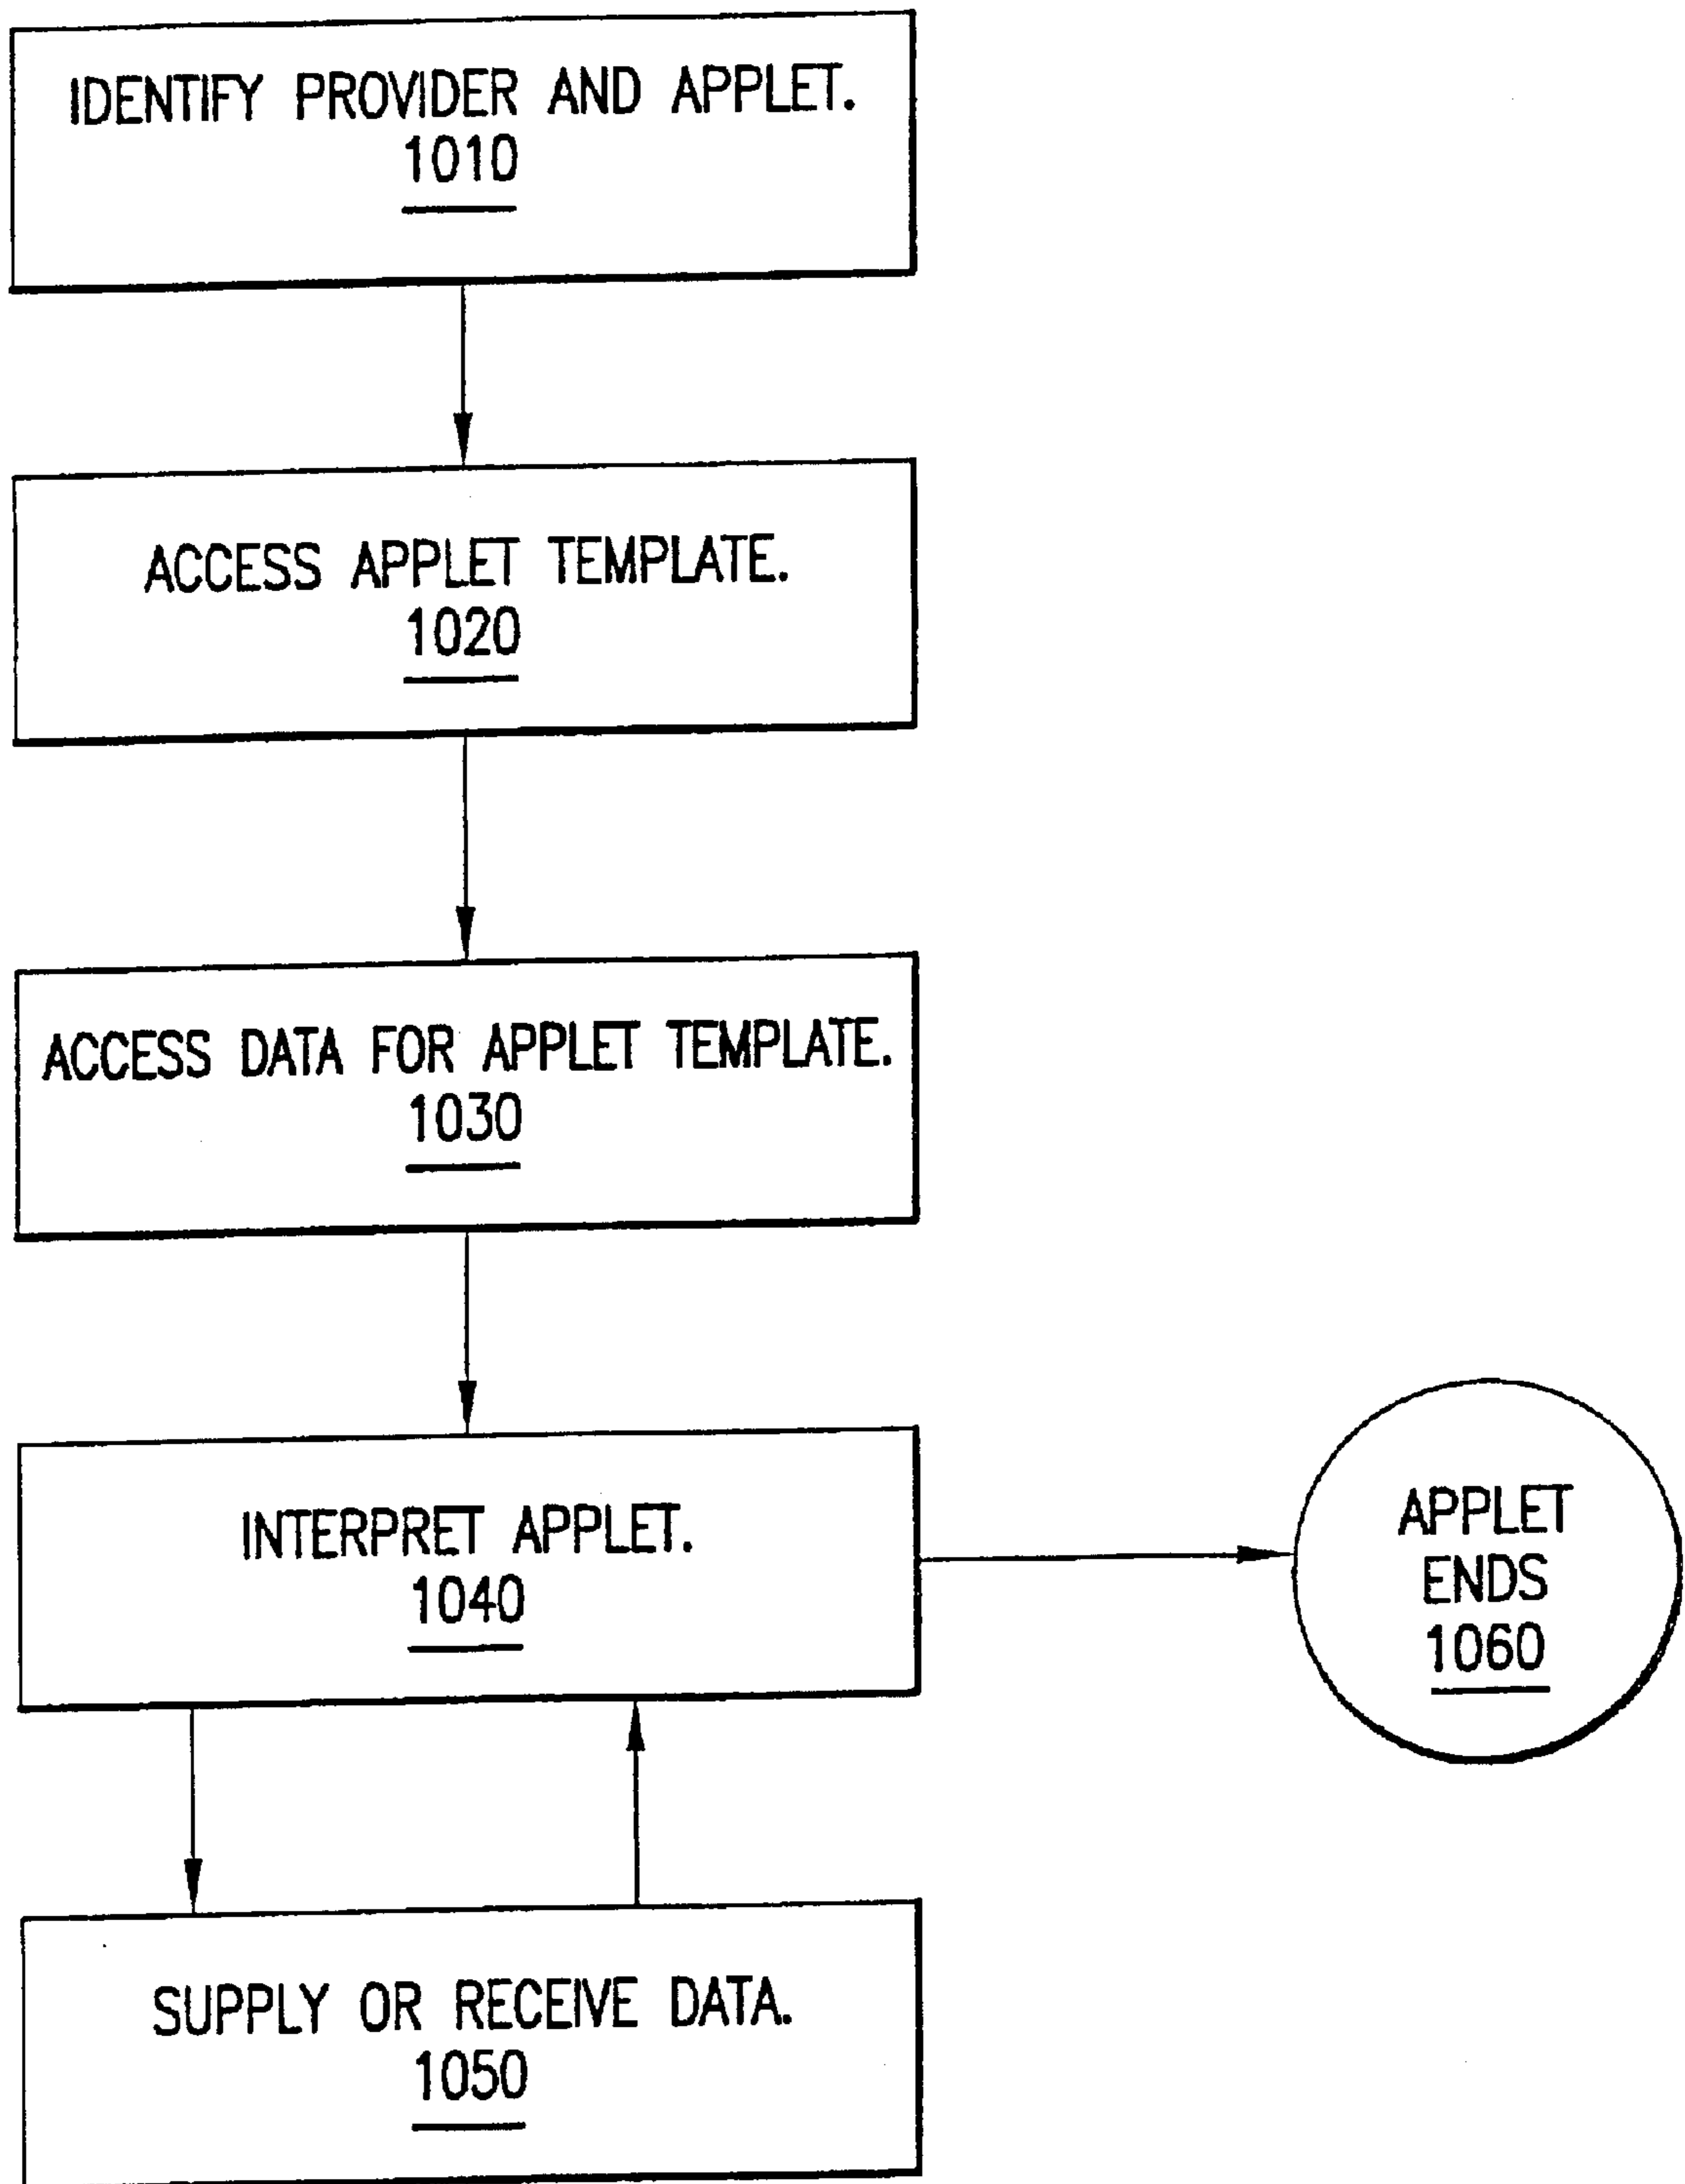 IDENTIFY PROVIDER AND APPLET.
1010
ACCESS APPLET TEMPLATE.
1020
ACCESS DATA FOR APPLET TEMPLATE.
1030
INTERPRET APPLET.
1040
APPLET
ENDS
1060
SUPPLY OR RECEIVE DATA.
1050